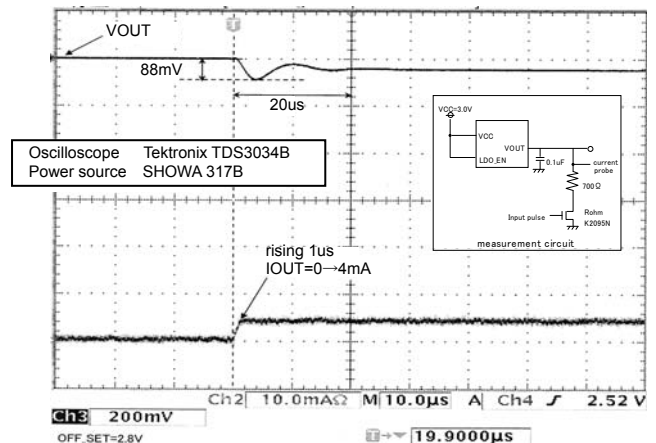 VOUT
88mV
20us
Oscilloscope Tektronix TDS3034B
Power source SHOWA 317B
VCC=3.0V
VCC
VOUT
LDO_EN
0.1uF
current probe
700Ω
Input pulse
Rohm
K2095N
measurement circuit
rising 1us
IOUT=0→4mA
Ch2 10.0mAΩ M 10.0µs A Ch4 ƒ 2.52 V
Ch3 200mV
OFF_SET=2.8V
T→▼ 19.9000µs